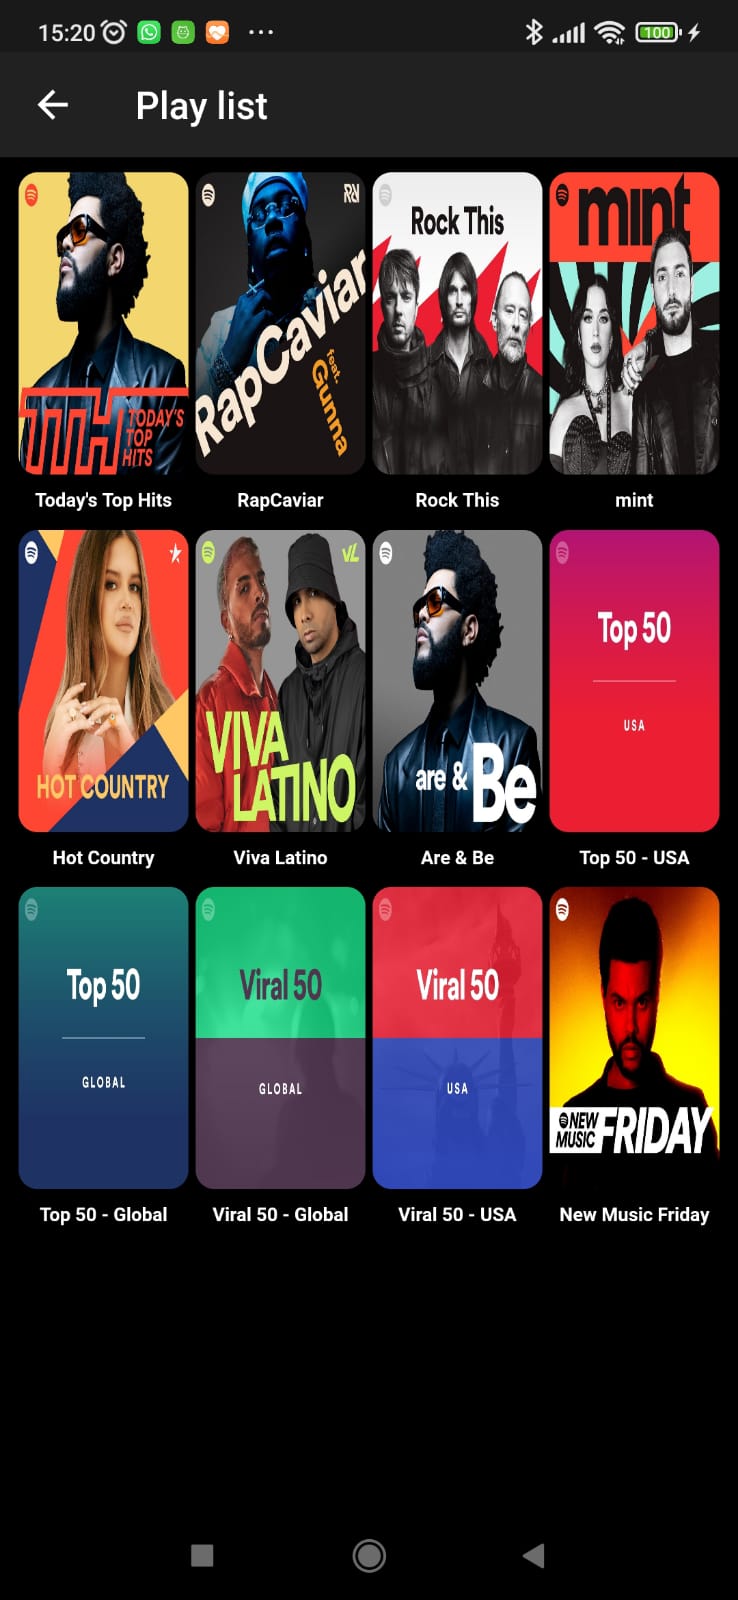 15:20
100
Play list
TTH TODAY'S
TOP
HITS
RapCaviar
feat.
Gunna
Rock This
mint
Today's Top Hits
RapCaviar
Rock This
mint
HOT COUNTRY
VL
VIVA
LATINO
are & Be
Top 50
USA
Hot Country
Viva Latino
Are & Be
Top 50 - USA
Top 50
GLOBAL
Viral 50
GLOBAL
Viral 50
USA
NEW
MUSIC
FRIDAY
Top 50 - Global
Viral 50 - Global
Viral 50 - USA
New Music Friday